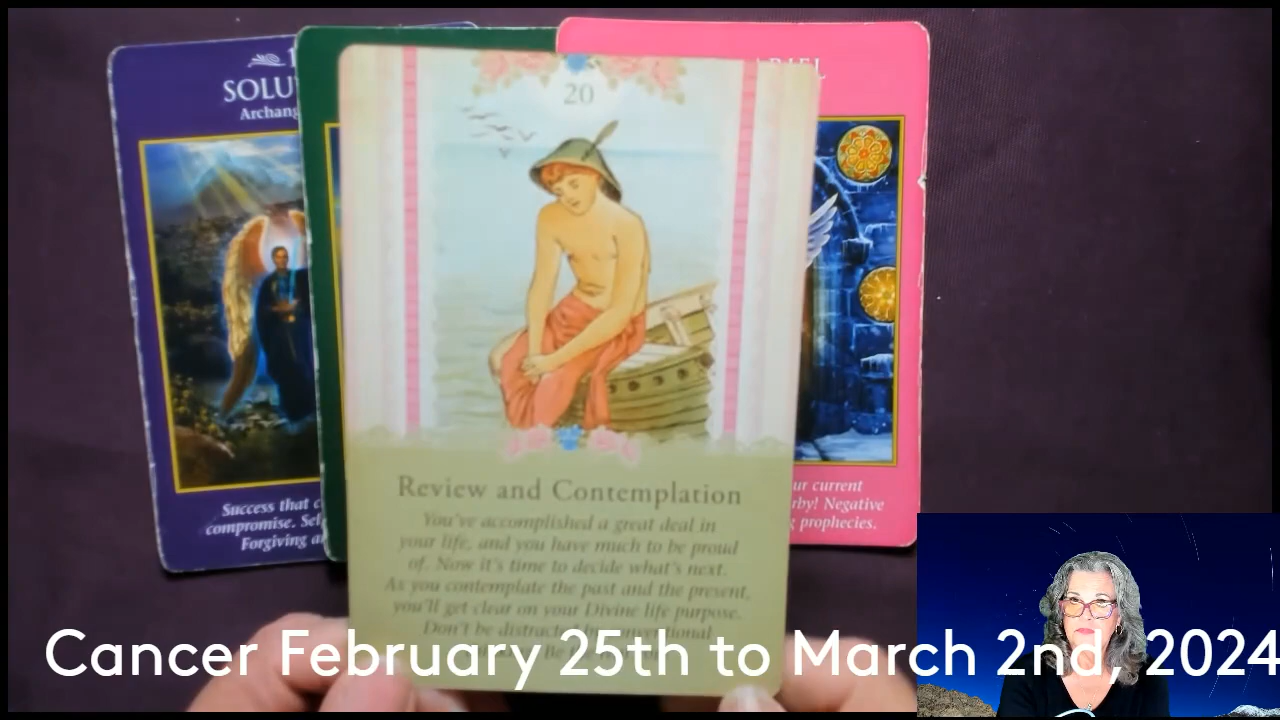 SOLU
Archang
Success that c
compromise. Sel
Forgiving a
20
Review and Contemplation
You've accomplished a great deal in
your life, and you have much to be proud
of. Now it's time to decide what's next.
As you contemplate the past and the present,
you'll get clear on your Divine life purpose.
Don't be
ARIEL
ur current
rby! Negative
g prophecies.
Cancer February 25th to March 2nd, 2024